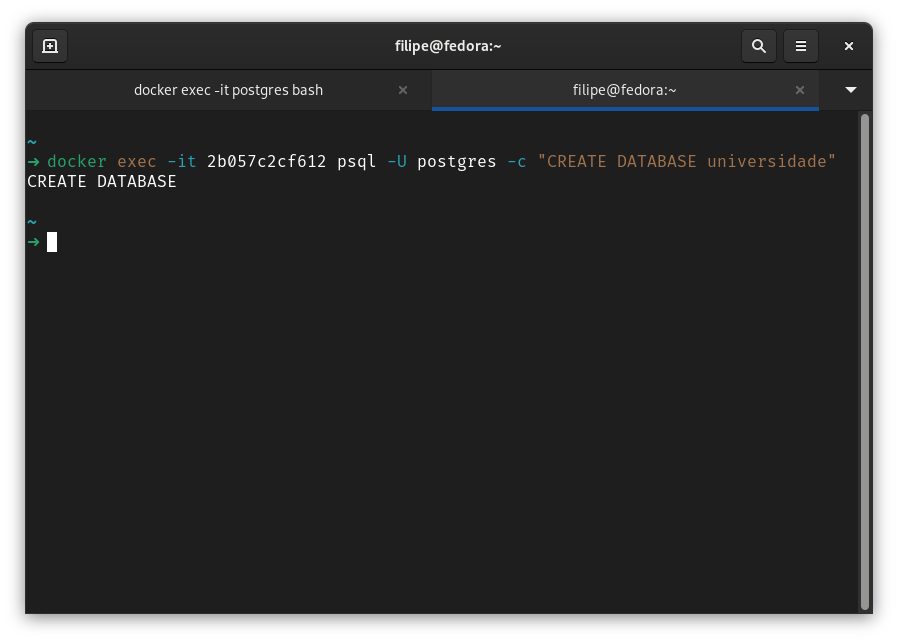 filipe@fedora:~
docker exec -it postgres bash
filipe@fedora:~
~
➜ docker exec -it 2b057c2cf612 psql -U postgres -c "CREATE DATABASE universidade"
CREATE DATABASE
~
➜